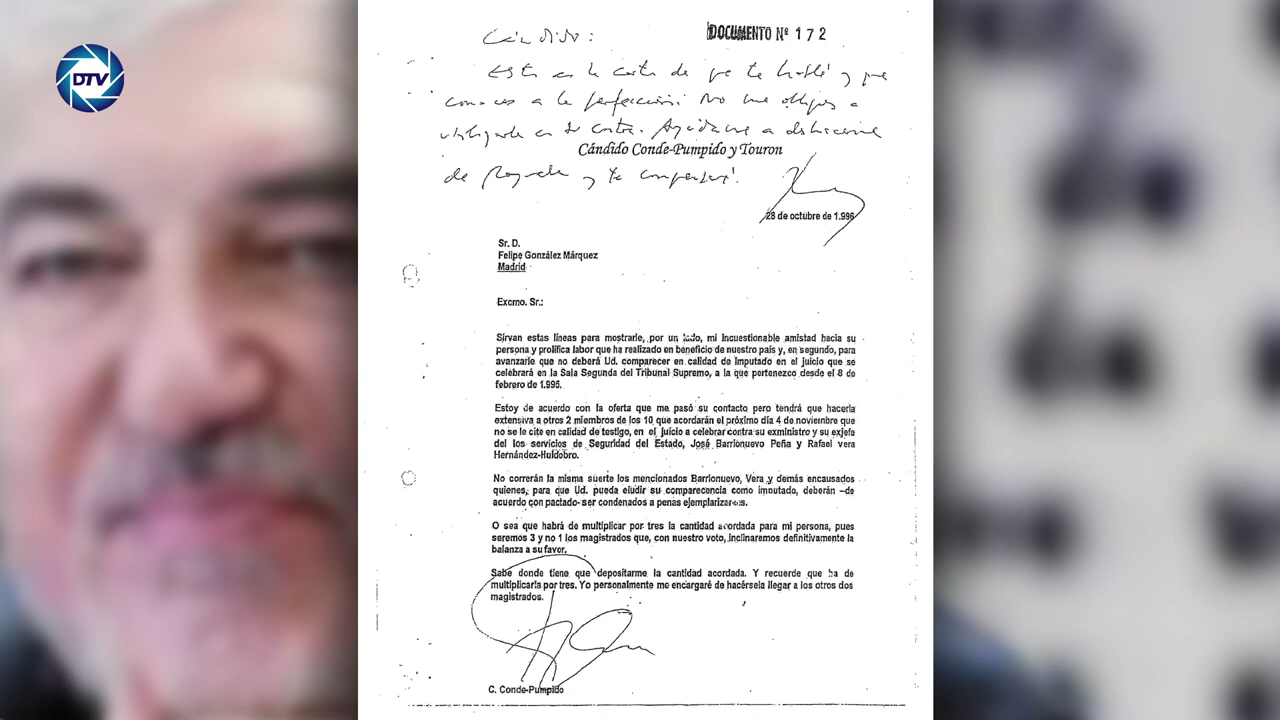 DTV
DOCUMENTO Nº 172
Cándido:
Esta es la carta de que te hablé y que
conoces a la perfección. No me obligues a
utilizarla en tu contra. Ayúdame a deshacerme
Cándido Conde-Pumpido y Touron
de y te compensaré.
28 de octubre de 1.996
Sr. D.
Felipe González Márquez
Madrid
Excmo. Sr.:
Sirvan estas líneas para mostrarle, por un lado, mi incuestionable amistad hacia su
persona y prolífica labor que ha realizado en beneficio de nuestro país y, en segundo, para
avanzarle que no deberá Ud. comparecer en calidad de imputado en el juicio que se
celebrará en la Sala Segunda del Tribunal Supremo, a la que pertenezco desde el 8 de
febrero de 1.995.
Estoy de acuerdo con la oferta que me pasó su contacto pero tendrá que hacerla
extensiva a otros 2 miembros de los 10 que acordarán el próximo día 4 de noviembre que
no se le cite en calidad de testigo, en el juicio a celebrar contra su exministro y su exjefe
del los servicios de Seguridad del Estado, José Barrionuevo Peña y Rafael vera
Hernández-Huidobro.
No correrán la misma suerte los mencionados Barrionuevo, Vera y demás encausados
quienes, para que Ud. pueda eludir su comparecencia como imputado, deberán –de
acuerdo con pactado- ser condenados a penas ejemplarizantes.
O sea que habrá de multiplicar por tres la cantidad acordada para mi persona, pues
seremos 3 y no 1 los magistrados que, con nuestro voto, inclinaremos definitivamente la
balanza a su favor.
Sabe donde tiene que depositarme la cantidad acordada. Y recuerde que ha de
multiplicarla por tres. Yo personalmente me encargaré de hacérsela llegar a los otros dos
magistrados.
C. Conde-Pumpido